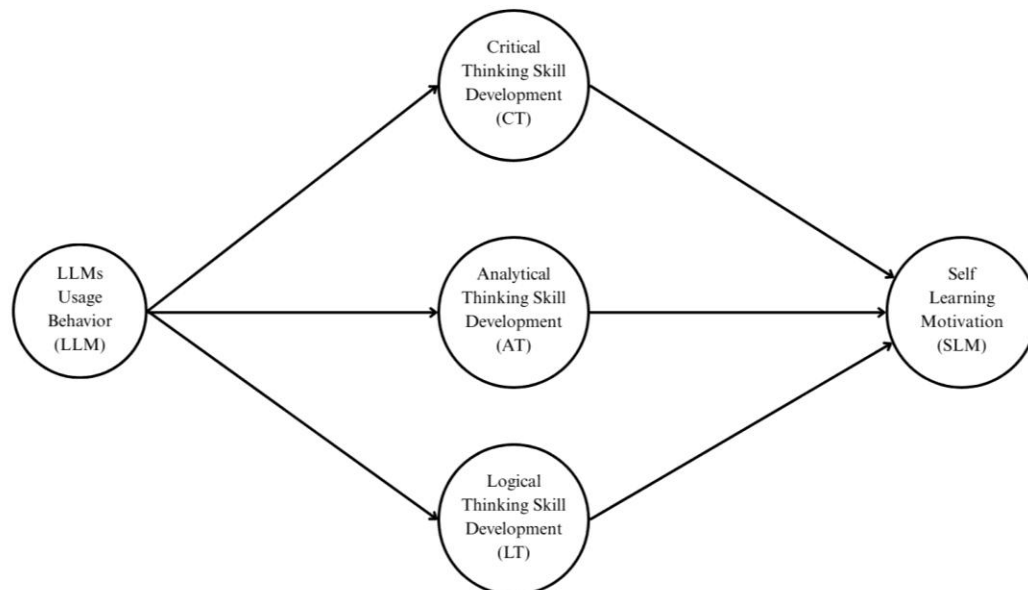 Critical
Thinking Skill
Development
(CT)
LLMs
Usage
Behavior
(LLM)
Analytical
Thinking Skill
Development
(AT)
Self
Learning
Motivation
(SLM)
Logical
Thinking Skill
Development
(LT)